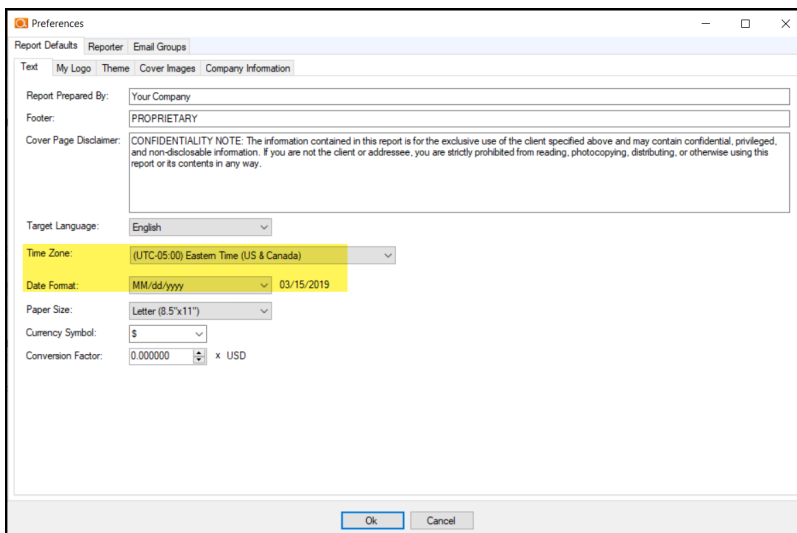 Preferences
Report Defaults Reporter Email Groups
Text My Logo Theme Cover Images Company Information
Report Prepared By: Your Company
Footer: PROPRIETARY
Cover Page Disclaimer: CONFIDENTIALITY NOTE: The information contained in this report is for the exclusive use of the client specified above and may contain confidential, privileged,
and non-disclosable information. If you are not the client or addressee, you are strictly prohibited from reading, photocopying, distributing, or otherwise using this
report or its contents in any way.
Target Language: English
Time Zone: (UTC-05:00) Eastern Time (US & Canada)
Date Format: MM/dd/yyyy 03/15/2019
Paper Size: Letter (8.5"x11")
Currency Symbol: $
Conversion Factor: 0.000000 x USD
Ok Cancel